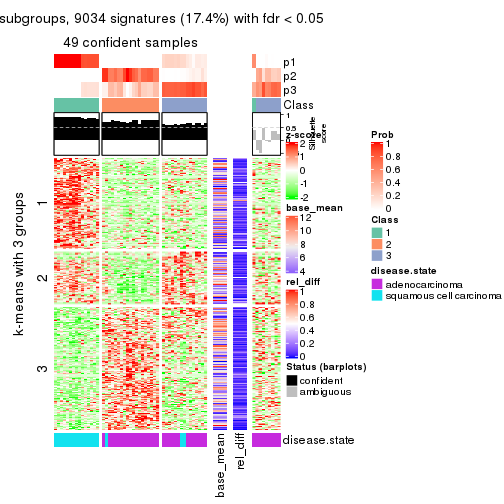 subgroups, 9034 signatures (17.4%) with fdr < 0.05
49 confident samples
p1
p2
p3
Class
1
0.5
0
Silhouette
score
k-means with 3 groups
1
2
3
base_mean
rel_diff
disease.state
z-score
2
1
0
-1
-2
base_mean
12
10
8
6
4
rel_diff
1
0.8
0.6
0.4
0.2
0
Status (barplots)
confident
ambiguous
Prob
1
0.8
0.6
0.4
0.2
0
Class
1
2
3
disease.state
adenocarcinoma
squamous cell carcinoma